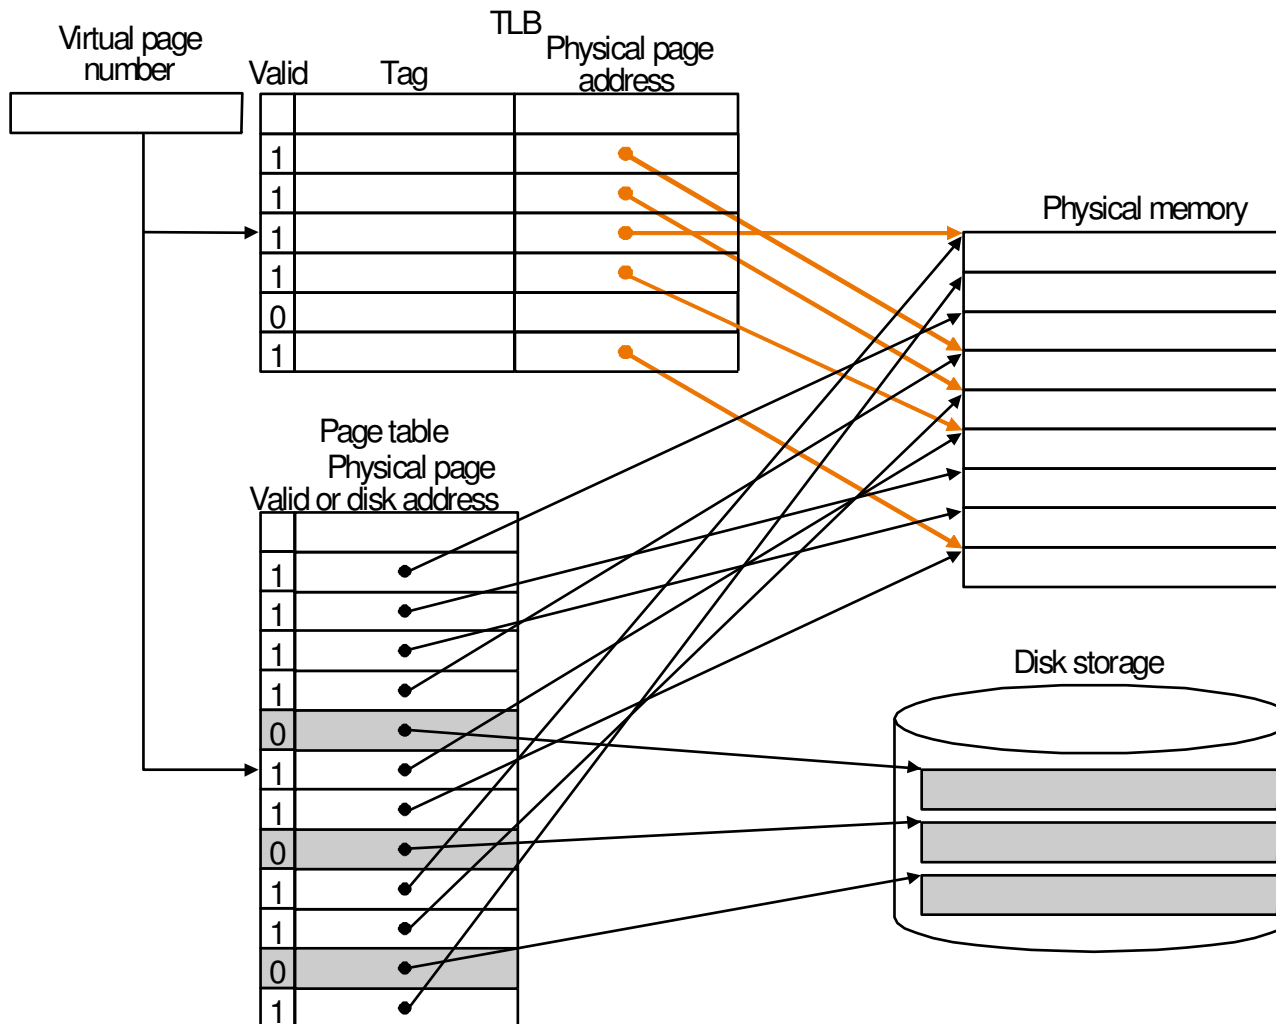 TLB
Virtual page
number
Valid
Tag
Physical page
address
1
1
1
1
0
1
Physical memory
Page table
Physical page
Valid or disk address
1
1
1
1
0
1
1
0
1
1
0
1
Disk storage